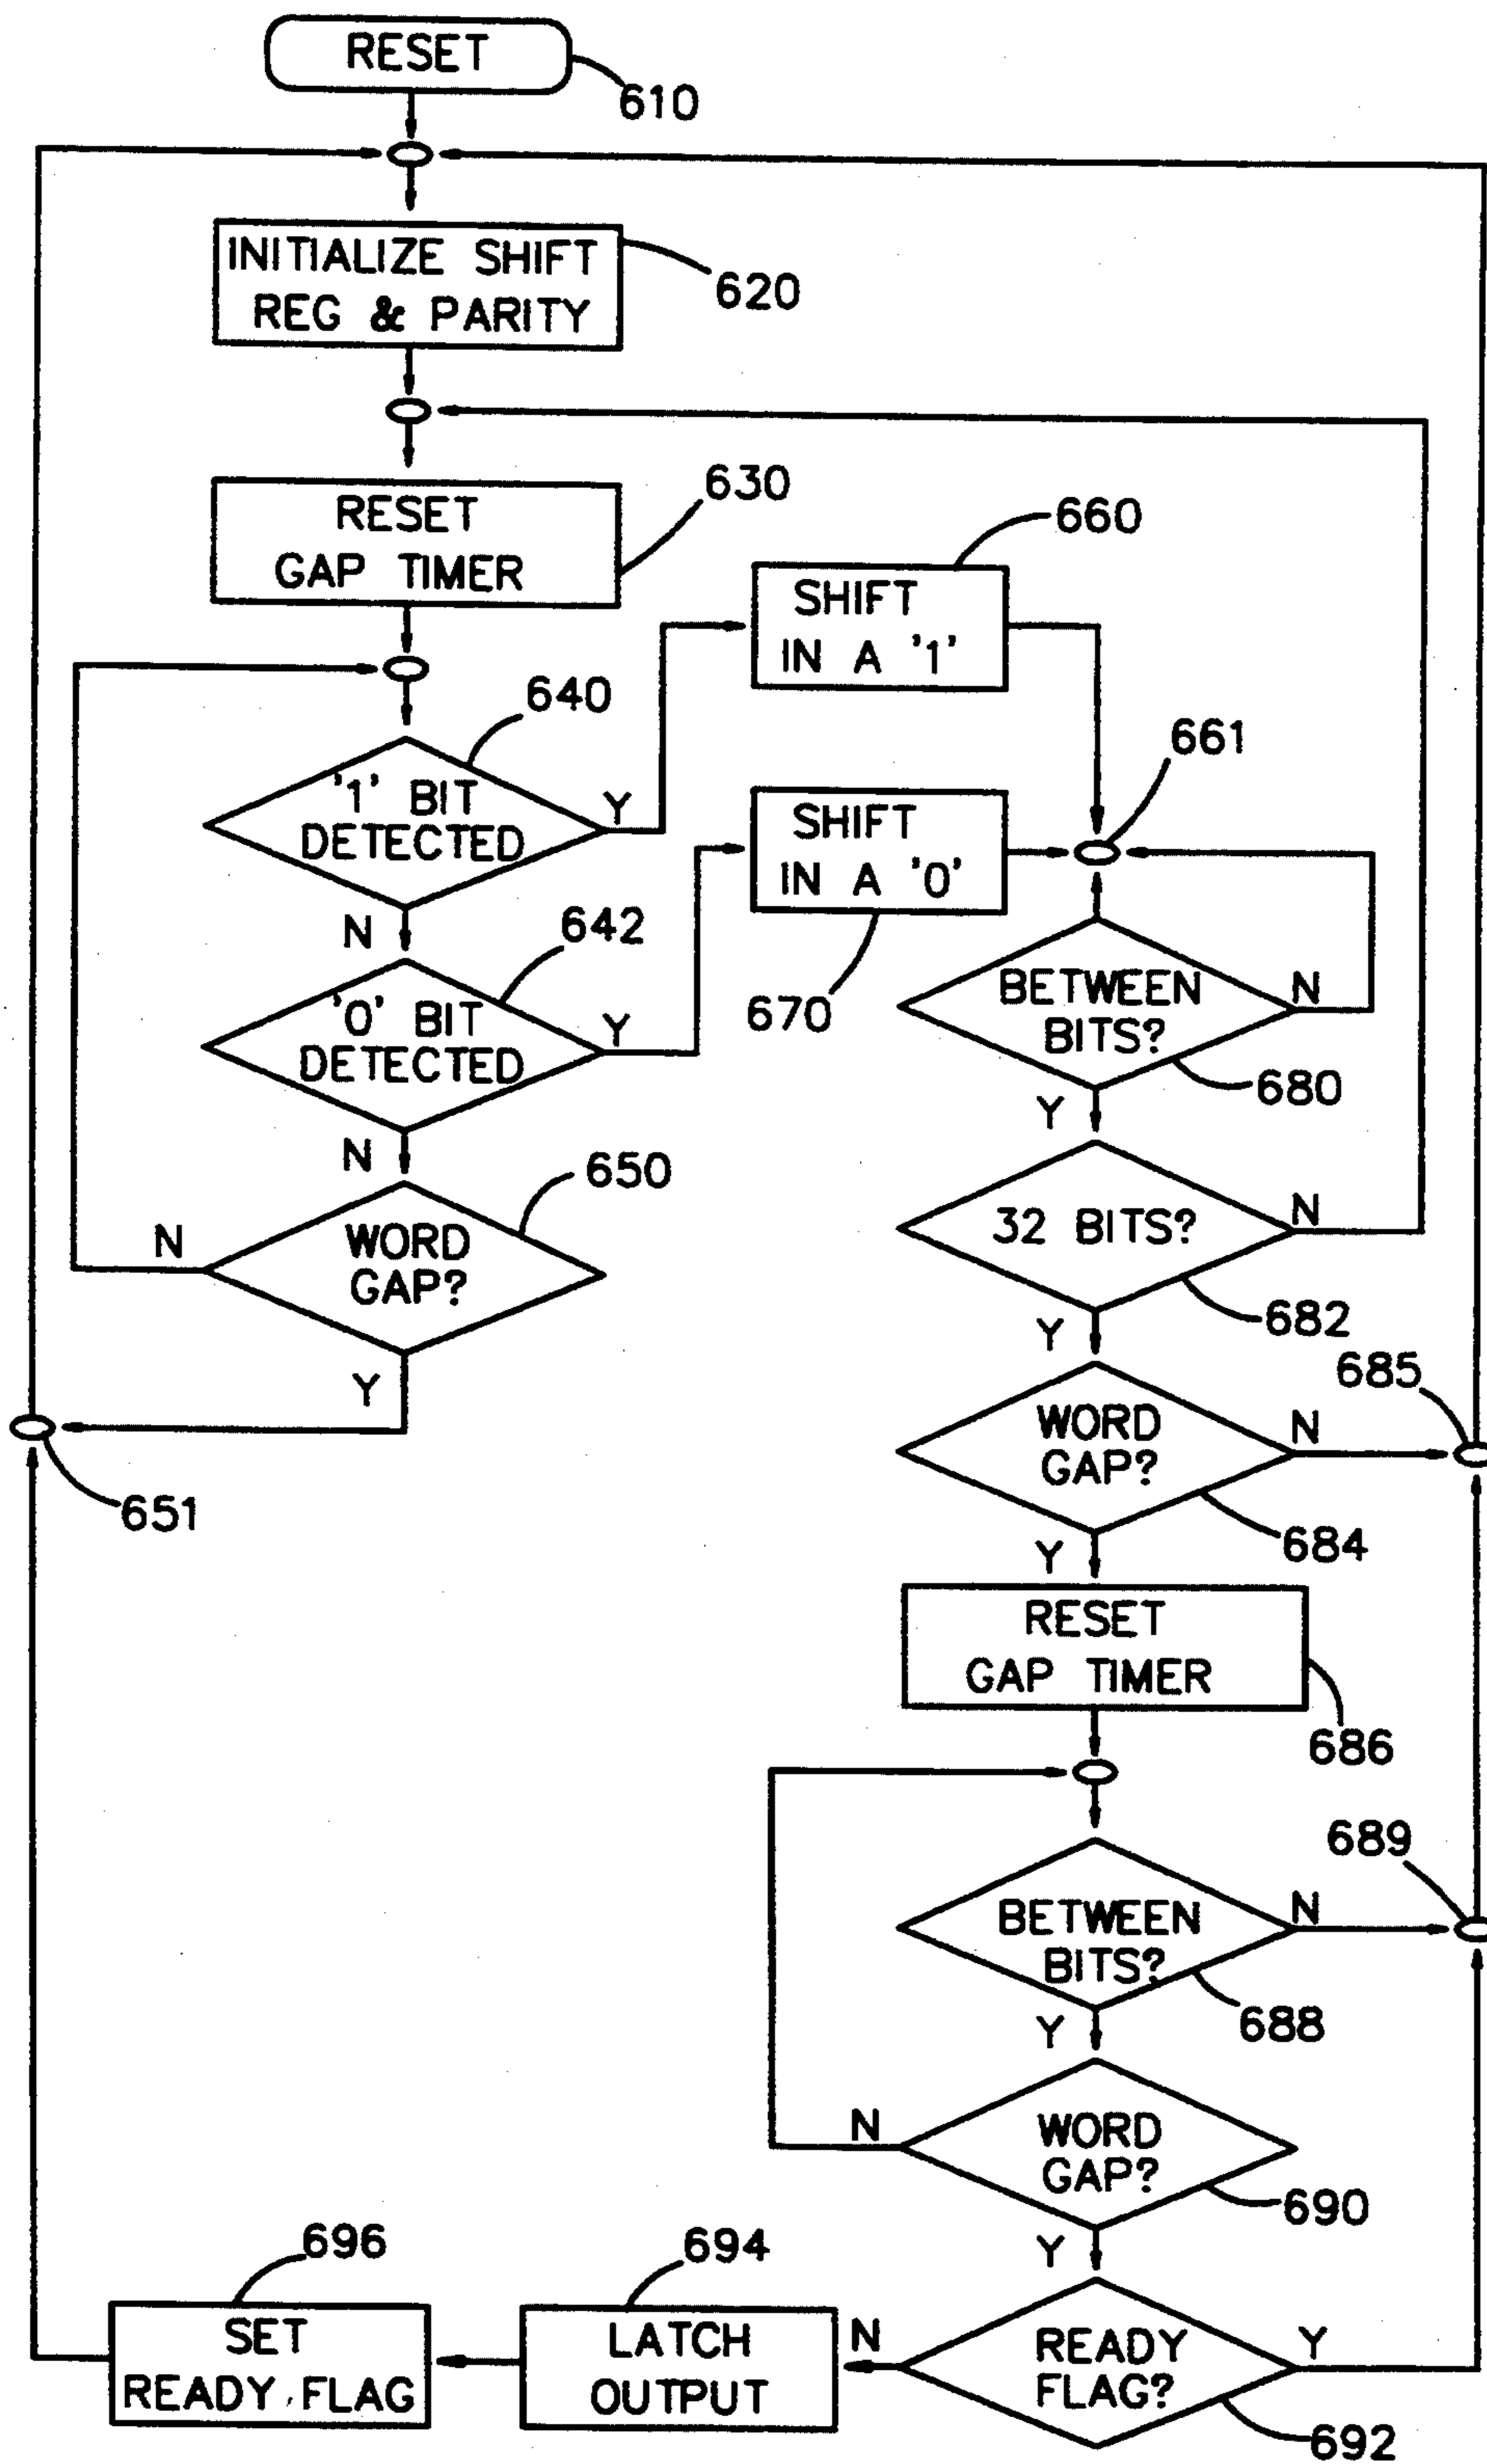 RESET
610
INITIALIZE SHIFT
REG & PARITY
620
RESET
GAP TIMER
630
660
SHIFT
IN A '1'
640
'1' BIT
DETECTED
Y
N
661
SHIFT
IN A '0'
670
642
'0' BIT
DETECTED
Y
N
BETWEEN
BITS?
N
680
Y
650
WORD
GAP?
N
Y
651
32 BITS?
N
682
Y
685
WORD
GAP?
N
684
Y
RESET
GAP TIMER
686
689
BETWEEN
BITS?
N
688
Y
WORD
GAP?
N
690
Y
696
SET
READY FLAG
694
LATCH
OUTPUT
N
READY
FLAG?
Y
692